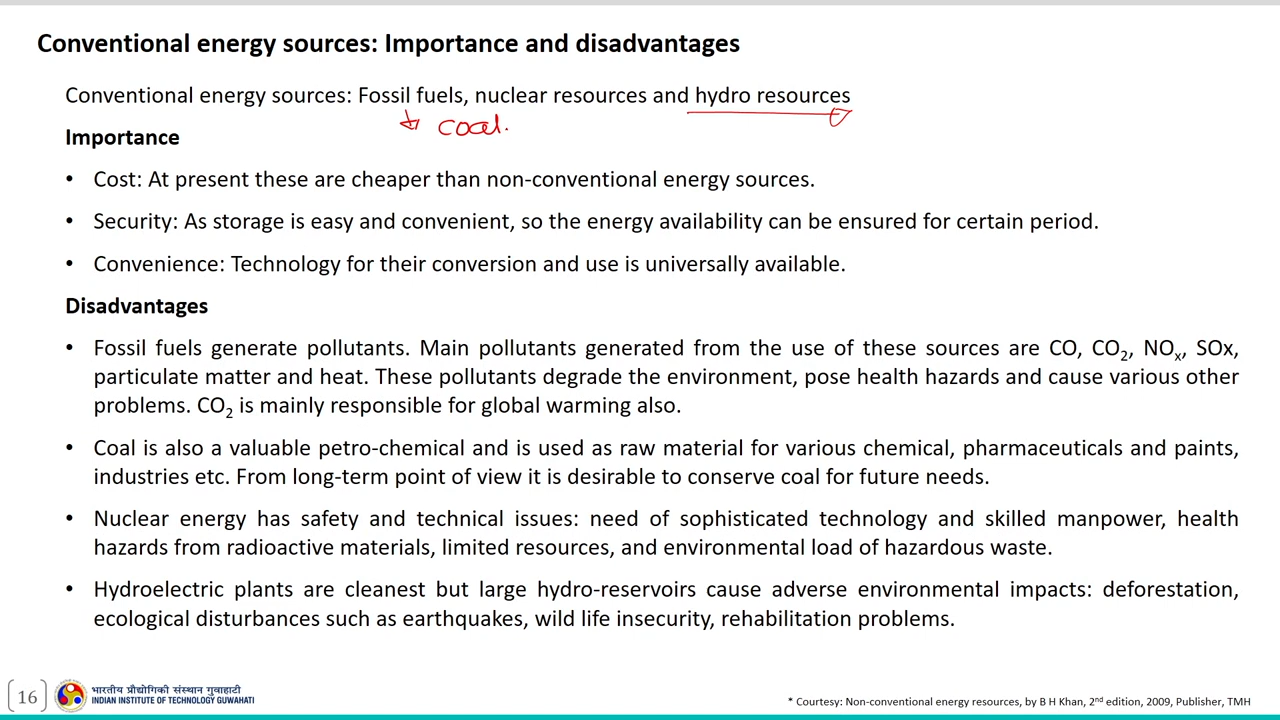 Conventional energy sources: Importance and disadvantages
Conventional energy sources: Fossil fuels, nuclear resources and hydro resources
coal.
Importance
• Cost: At present these are cheaper than non-conventional energy sources.
• Security: As storage is easy and convenient, so the energy availability can be ensured for certain period.
• Convenience: Technology for their conversion and use is universally available.
Disadvantages
• Fossil fuels generate pollutants. Main pollutants generated from the use of these sources are CO, CO₂, NOₓ, SOx,
particulate matter and heat. These pollutants degrade the environment, pose health hazards and cause various other
problems. CO₂ is mainly responsible for global warming also.
• Coal is also a valuable petro-chemical and is used as raw material for various chemical, pharmaceuticals and paints,
industries etc. From long-term point of view it is desirable to conserve coal for future needs.
• Nuclear energy has safety and technical issues: need of sophisticated technology and skilled manpower, health
hazards from radioactive materials, limited resources, and environmental load of hazardous waste.
• Hydroelectric plants are cleanest but large hydro-reservoirs cause adverse environmental impacts: deforestation,
ecological disturbances such as earthquakes, wild life insecurity, rehabilitation problems.
16
भारतीय प्रौद्योगिकी संस्थान गुवाहाटी
INDIAN INSTITUTE OF TECHNOLOGY GUWAHATI
* Courtesy: Non-conventional energy resources, by B H Khan, 2nd edition, 2009, Publisher, TMH